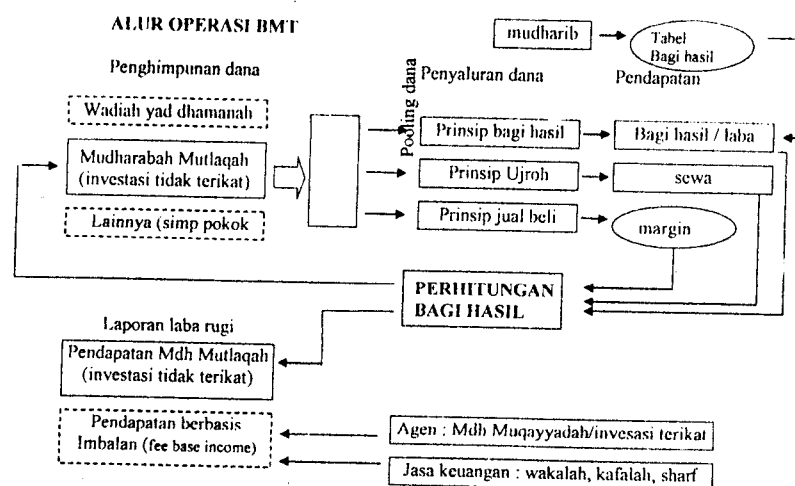 ALUR OPERASI BMT
mudharib
Tabel
Bagi hasil
Penghimpunan dana
Pooling dana
Penyaluran dana
Pendapatan
Wadiah yad dhamanah
Prinsip bagi hasil
Bagi hasil / laba
Mudharabah Mutlaqah
(investasi tidak terikat)
Prinsip Ujroh
sewa
Lainnya (simp pokok
Prinsip jual beli
margin
PERHITUNGAN
BAGI HASIL
Laporan laba rugi
Pendapatan Mdh Mutlaqah
(investasi tidak terikat)
Pendapatan berbasis
Imbalan (fee base income)
Agen : Mdh Muqayyadah/invesasi terikat
Jasa keuangan : wakalah, kafalah, sharf